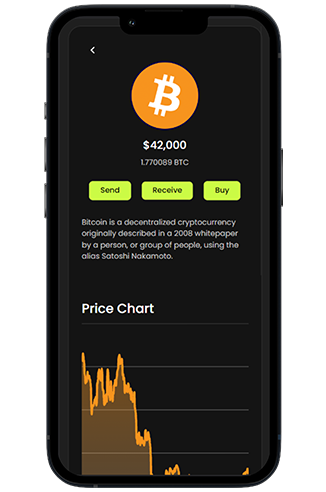 $42,000
1.770089 BTC
Send Receive Buy
Bitcoin is a decentralized cryptocurrency
originally described in a 2008 whitepaper
by a person, or group of people, using the
alias Satoshi Nakamoto.
Price Chart